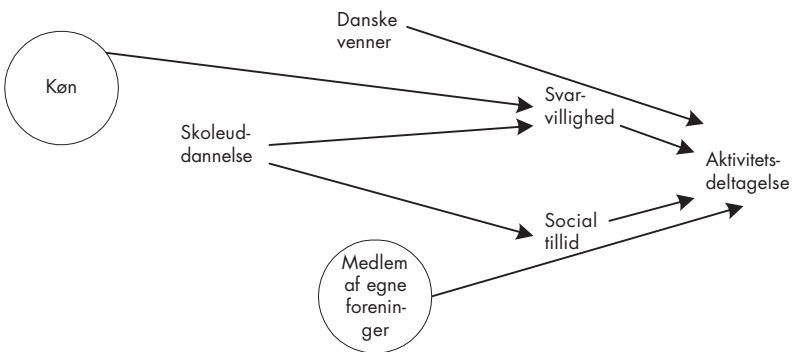 Danske
venner
Køn
Svar-
villighed
Skoleud-
dannelse
Aktivitets-
deltagelse
Social
tillid
Medlem
af egne
forenin-
ger